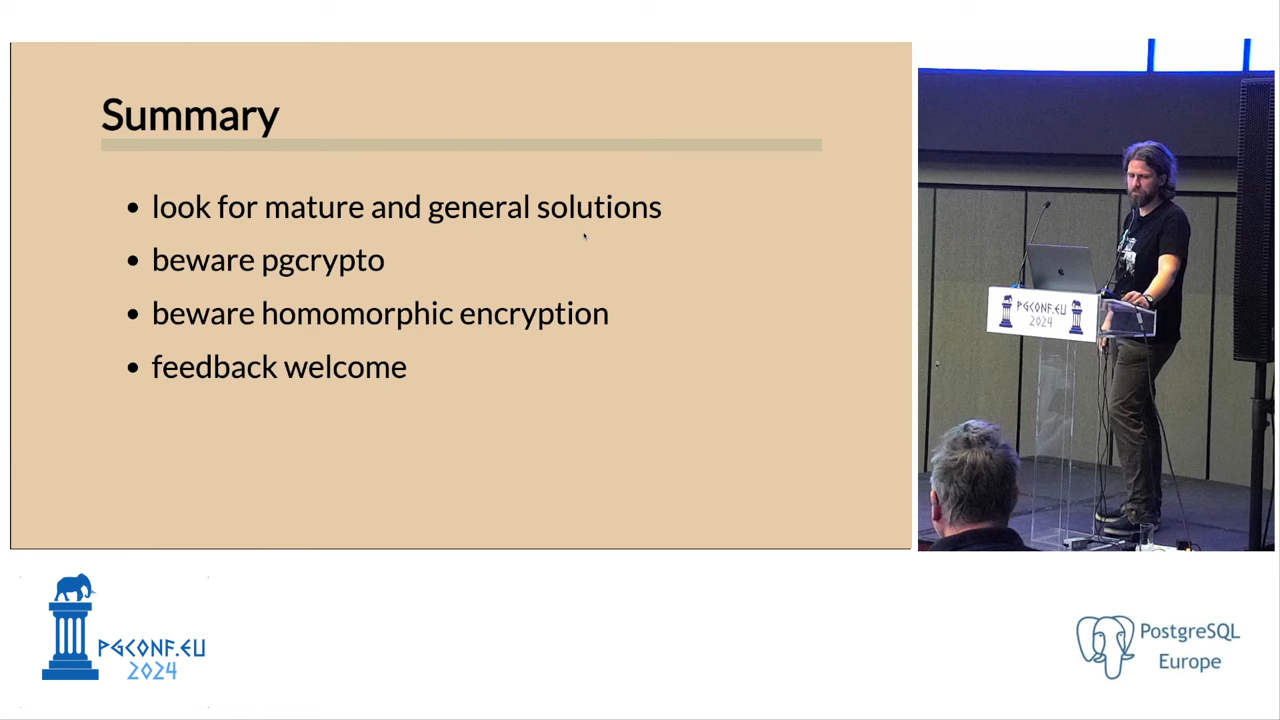 Summary
look for mature and general solutions
beware pgcrypto
beware homomorphic encryption
feedback welcome
PGCONF.EU
2024
PGCONF.EU
2024
PostgreSQL
Europe